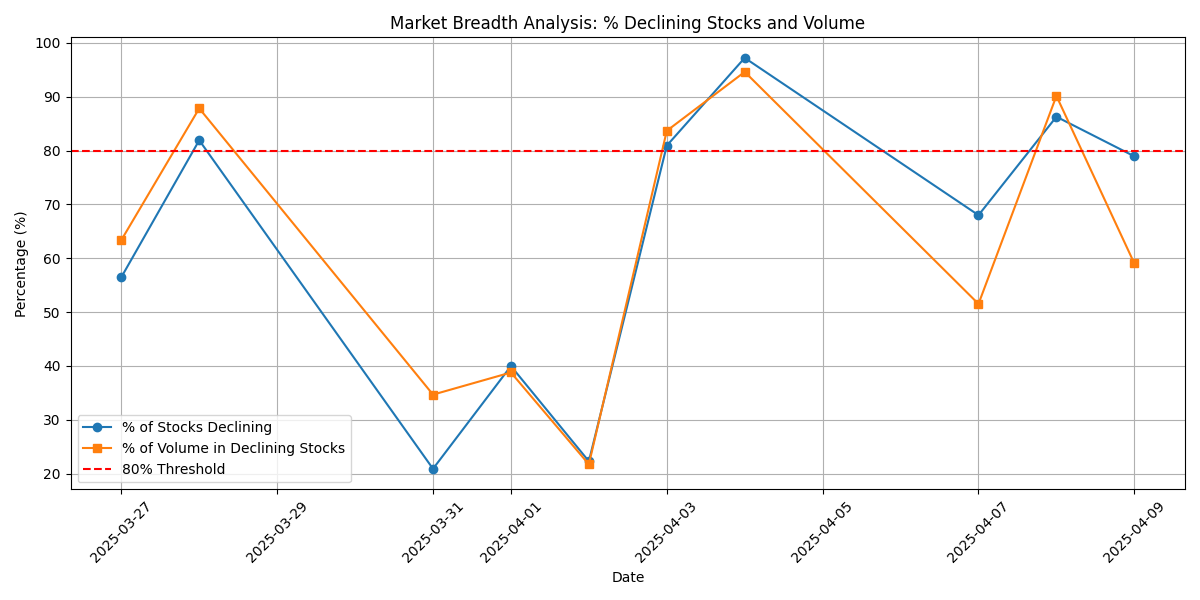 Market Breadth Analysis: % Declining Stocks and Volume
Percentage (%)
100
90
80
70
60
50
40
30
20
% of Stocks Declining
% of Volume in Declining Stocks
80% Threshold
2025-03-27
2025-03-29
2025-03-31
2025-04-01
2025-04-03
2025-04-05
2025-04-07
2025-04-09
Date